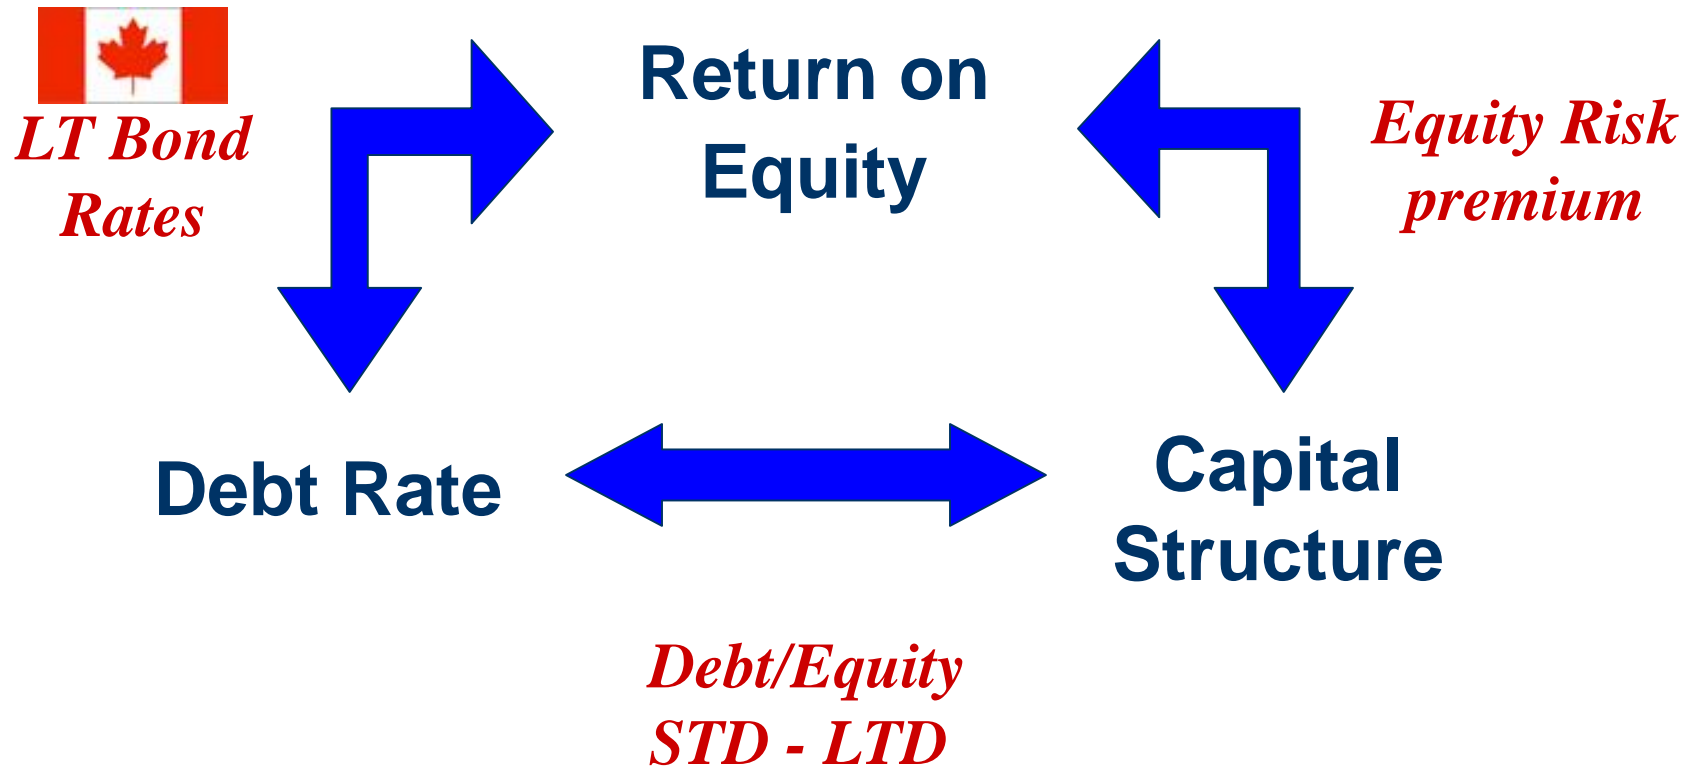 Return on
Equity
LT Bond
Rates
Equity Risk
premium
Debt Rate
Capital
Structure
Debt/Equity
STD - LTD